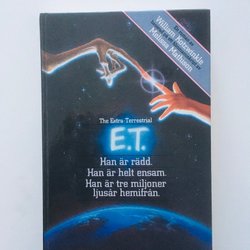 William Kotzwinkle
Melissa Mathison
The Extra-Terrestrial
E.T.
Han är rädd.
Han är helt ensam.
Han är tre miljoner
ljusår hemifrån.